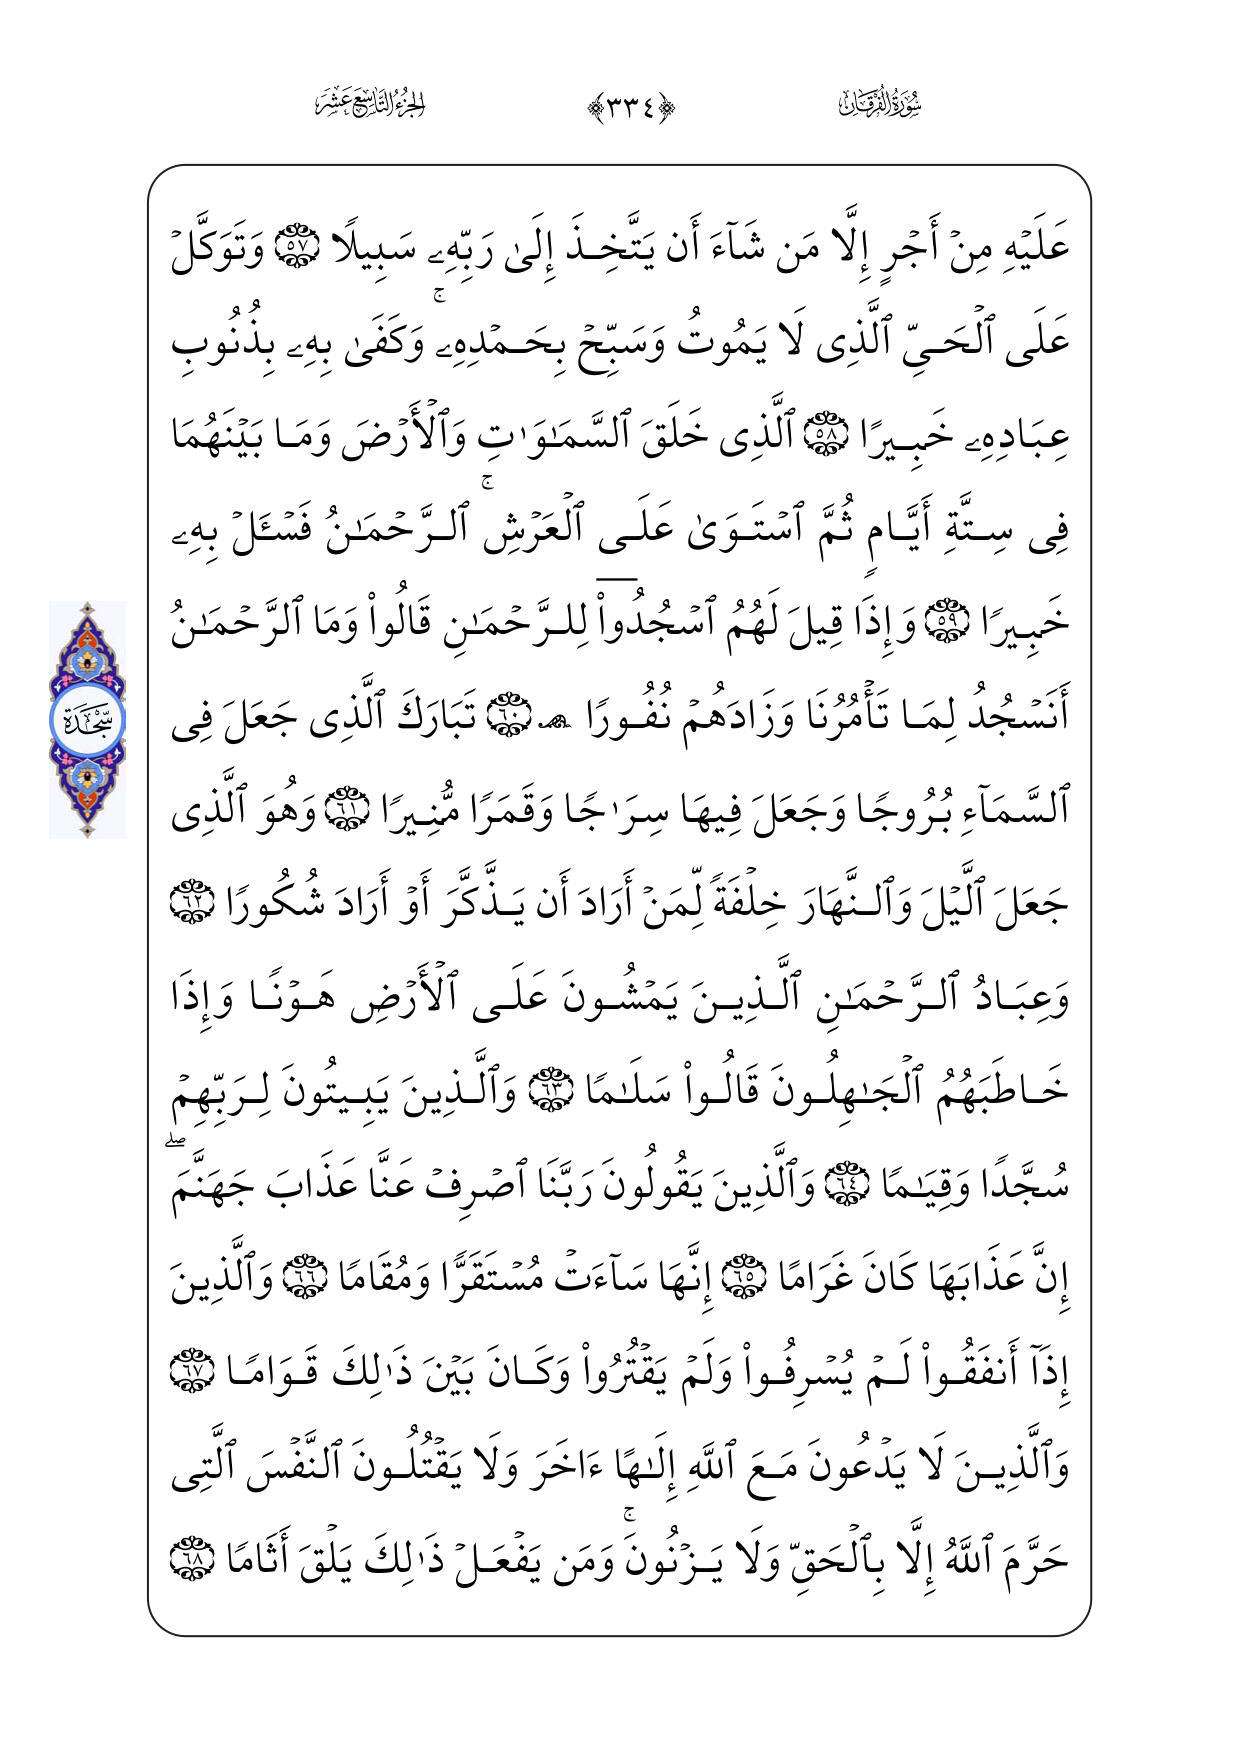 سُورَةُ الْفُرْقَانِ ﴿٣٣٤﴾ الجُزْءُ التَّاسِعَ عَشَرَ
عَلَيْهِ مِنْ أَجْرٍ إِلَّا مَن شَآءَ أَن يَتَّخِذَ إِلَىٰ رَبِّهِۦ سَبِيلًا ٥٧ وَتَوَكَّلْ
عَلَى ٱلْحَىِّ ٱلَّذِى لَا يَمُوتُ وَسَبِّحْ بِحَمْدِهِۦ ۚ وَكَفَىٰ بِهِۦ بِذُنُوبِ
عِبَادِهِۦ خَبِيرًا ٥٨ ٱلَّذِى خَلَقَ ٱلسَّمَٰوَٰتِ وَٱلْأَرْضَ وَمَا بَيْنَهُمَا
فِى سِتَّةِ أَيَّامٍ ثُمَّ ٱسْتَوَىٰ عَلَى ٱلْعَرْشِ ۚ ٱلرَّحْمَٰنُ فَسْـَٔلْ بِهِۦ
خَبِيرًا ٥٩ وَإِذَا قِيلَ لَهُمُ ٱسْجُدُوا۟ لِلرَّحْمَٰنِ قَالُوا۟ وَمَا ٱلرَّحْمَٰنُ
أَنَسْجُدُ لِمَا تَأْمُرُنَا وَزَادَهُمْ نُفُورًا ۩ ٦٠ تَبَارَكَ ٱلَّذِى جَعَلَ فِى
سَجْدَة
ٱلسَّمَآءِ بُرُوجًا وَجَعَلَ فِيهَا سِرَٰجًا وَقَمَرًا مُّنِيرًا ٦١ وَهُوَ ٱلَّذِى
جَعَلَ ٱلَّيْلَ وَٱلنَّهَارَ خِلْفَةً لِّمَنْ أَرَادَ أَن يَذَّكَّرَ أَوْ أَرَادَ شُكُورًا ٦٢
وَعِبَادُ ٱلرَّحْمَٰنِ ٱلَّذِينَ يَمْشُونَ عَلَى ٱلْأَرْضِ هَوْنًا وَإِذَا
خَاطَبَهُمُ ٱلْجَٰهِلُونَ قَالُوا۟ سَلَٰمًا ٦٣ وَٱلَّذِينَ يَبِيتُونَ لِرَبِّهِمْ
سُجَّدًا وَقِيَٰمًا ٦٤ وَٱلَّذِينَ يَقُولُونَ رَبَّنَا ٱصْرِفْ عَنَّا عَذَابَ جَهَنَّمَ ۖ
إِنَّ عَذَابَهَا كَانَ غَرَامًا ٦٥ إِنَّهَا سَآءَتْ مُسْتَقَرًّا وَمُقَامًا ٦٦ وَٱلَّذِينَ
إِذَآ أَنفَقُوا۟ لَمْ يُسْرِفُوا۟ وَلَمْ يَقْتُرُوا۟ وَكَانَ بَيْنَ ذَٰلِكَ قَوَامًا ٦٧
وَٱلَّذِينَ لَا يَدْعُونَ مَعَ ٱللَّهِ إِلَٰهًا ءَاخَرَ وَلَا يَقْتُلُونَ ٱلنَّفْسَ ٱلَّتِى
حَرَّمَ ٱللَّهُ إِلَّا بِٱلْحَقِّ وَلَا يَزْنُونَ ۚ وَمَن يَفْعَلْ ذَٰلِكَ يَلْقَ أَثَامًا ٦٨